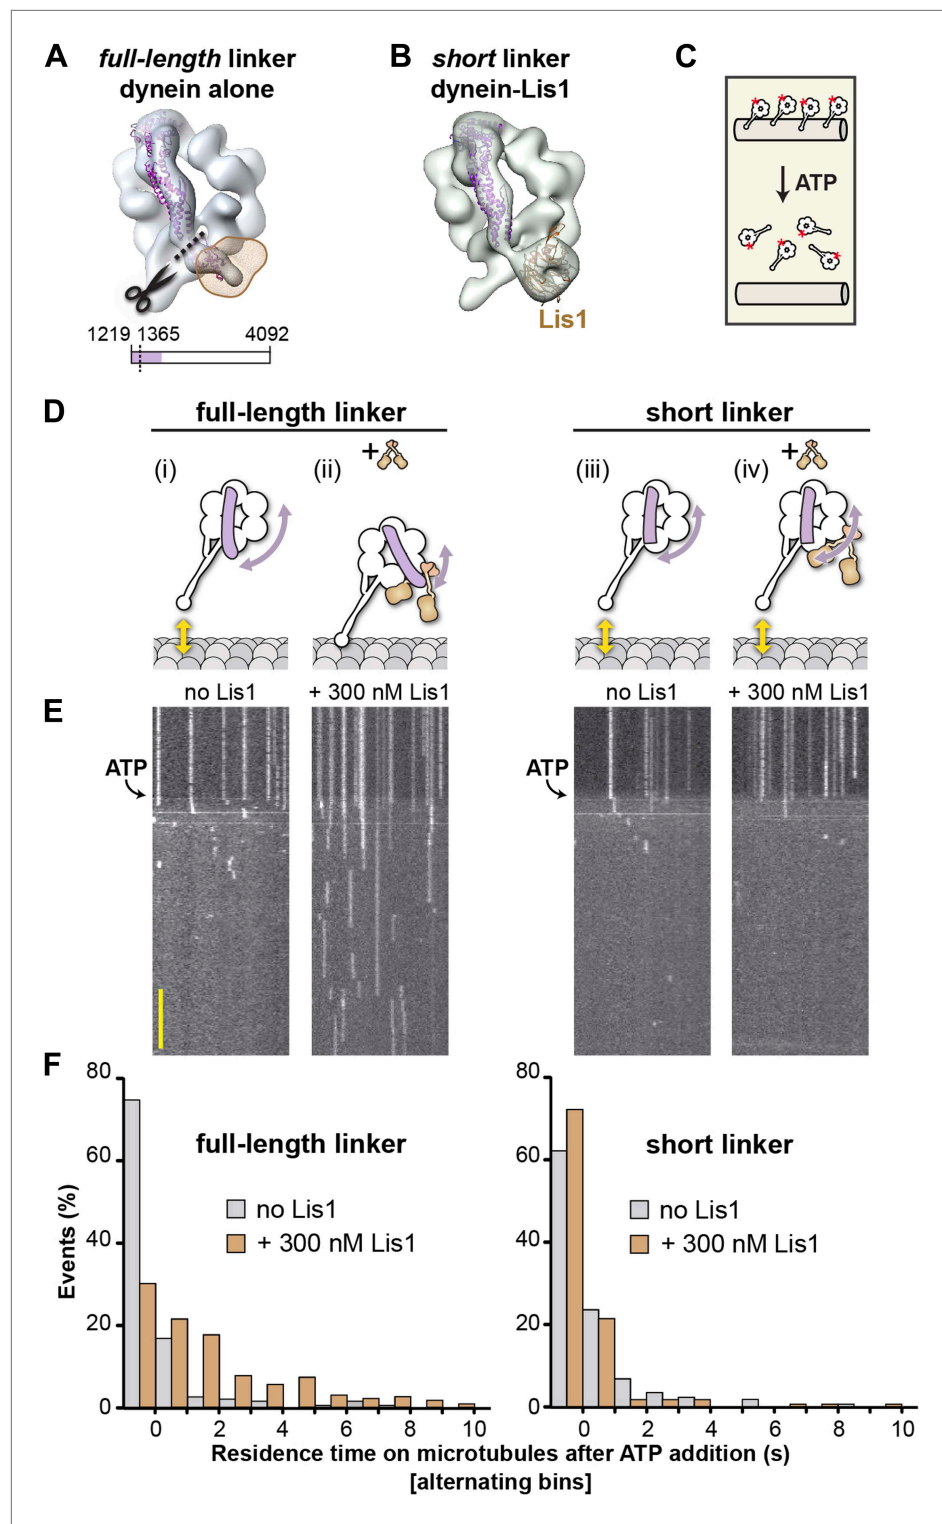 A
full-length linker
dynein alone
B
short linker
dynein-Lis1
C
ATP
Lis1
1219 1365 4092
D
full-length linker
short linker
(i)
(ii)
+
(iii)
(iv)
+
no Lis1
+ 300 nM Lis1
no Lis1
+ 300 nM Lis1
E
ATP
ATP
F
80
60
40
20
0
Events (%)
full-length linker
no Lis1
+ 300 nM Lis1
0 2 4 6 8 10
80
60
40
20
0
short linker
no Lis1
+ 300 nM Lis1
0 2 4 6 8 10
Residence time on microtubules after ATP addition (s)
[alternating bins]